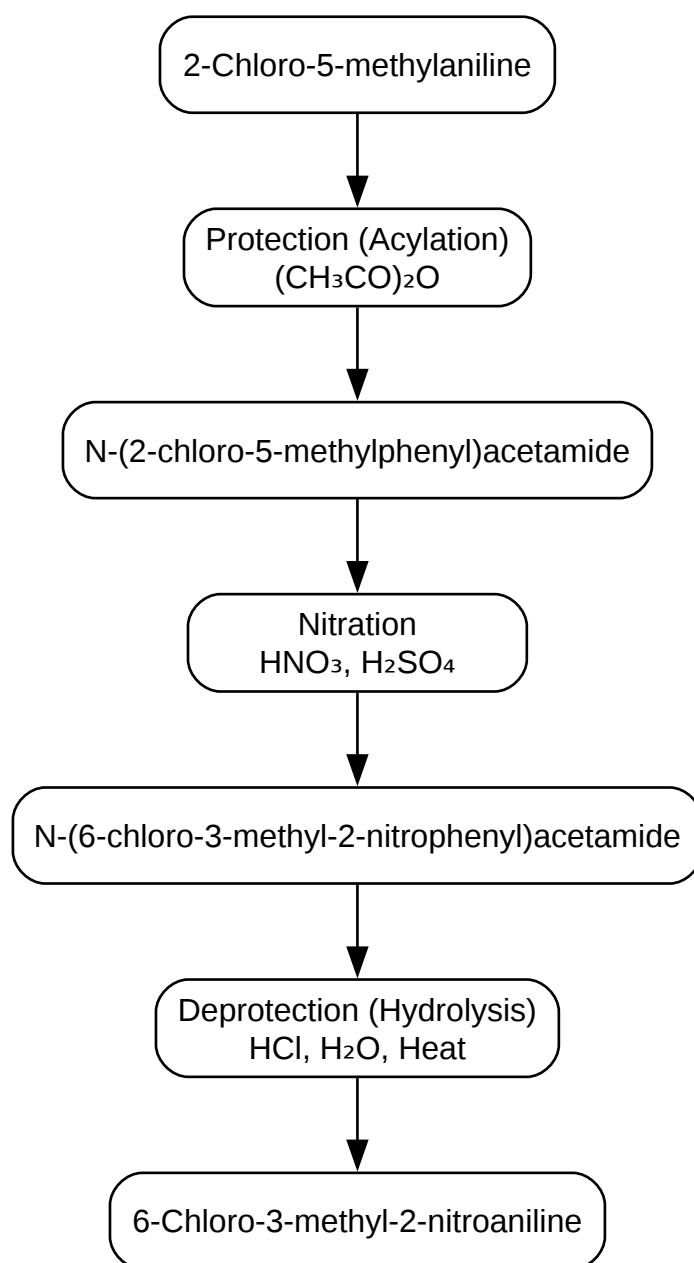 2-Chloro-5-methylaniline
Protection (Acylation)
(CH₃CO)₂O
N-(2-chloro-5-methylphenyl)acetamide
Nitration
HNO₃, H₂SO₄
N-(6-chloro-3-methyl-2-nitrophenyl)acetamide
Deprotection (Hydrolysis)
HCl, H₂O, Heat
6-Chloro-3-methyl-2-nitroaniline